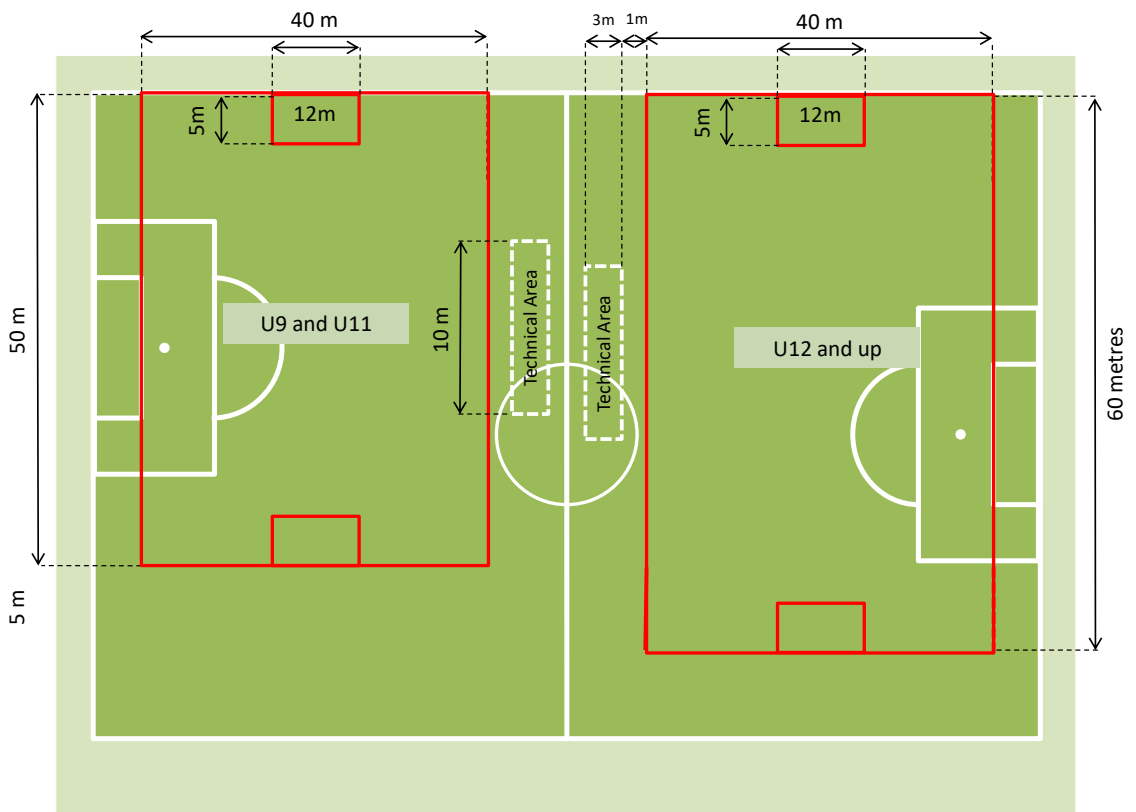 40 m
3m
1m
40 m
5m
12m
5m
12m
50 m
U9 and U11
10 m
Technical Area
Technical Area
U12 and up
60 metres
5 m